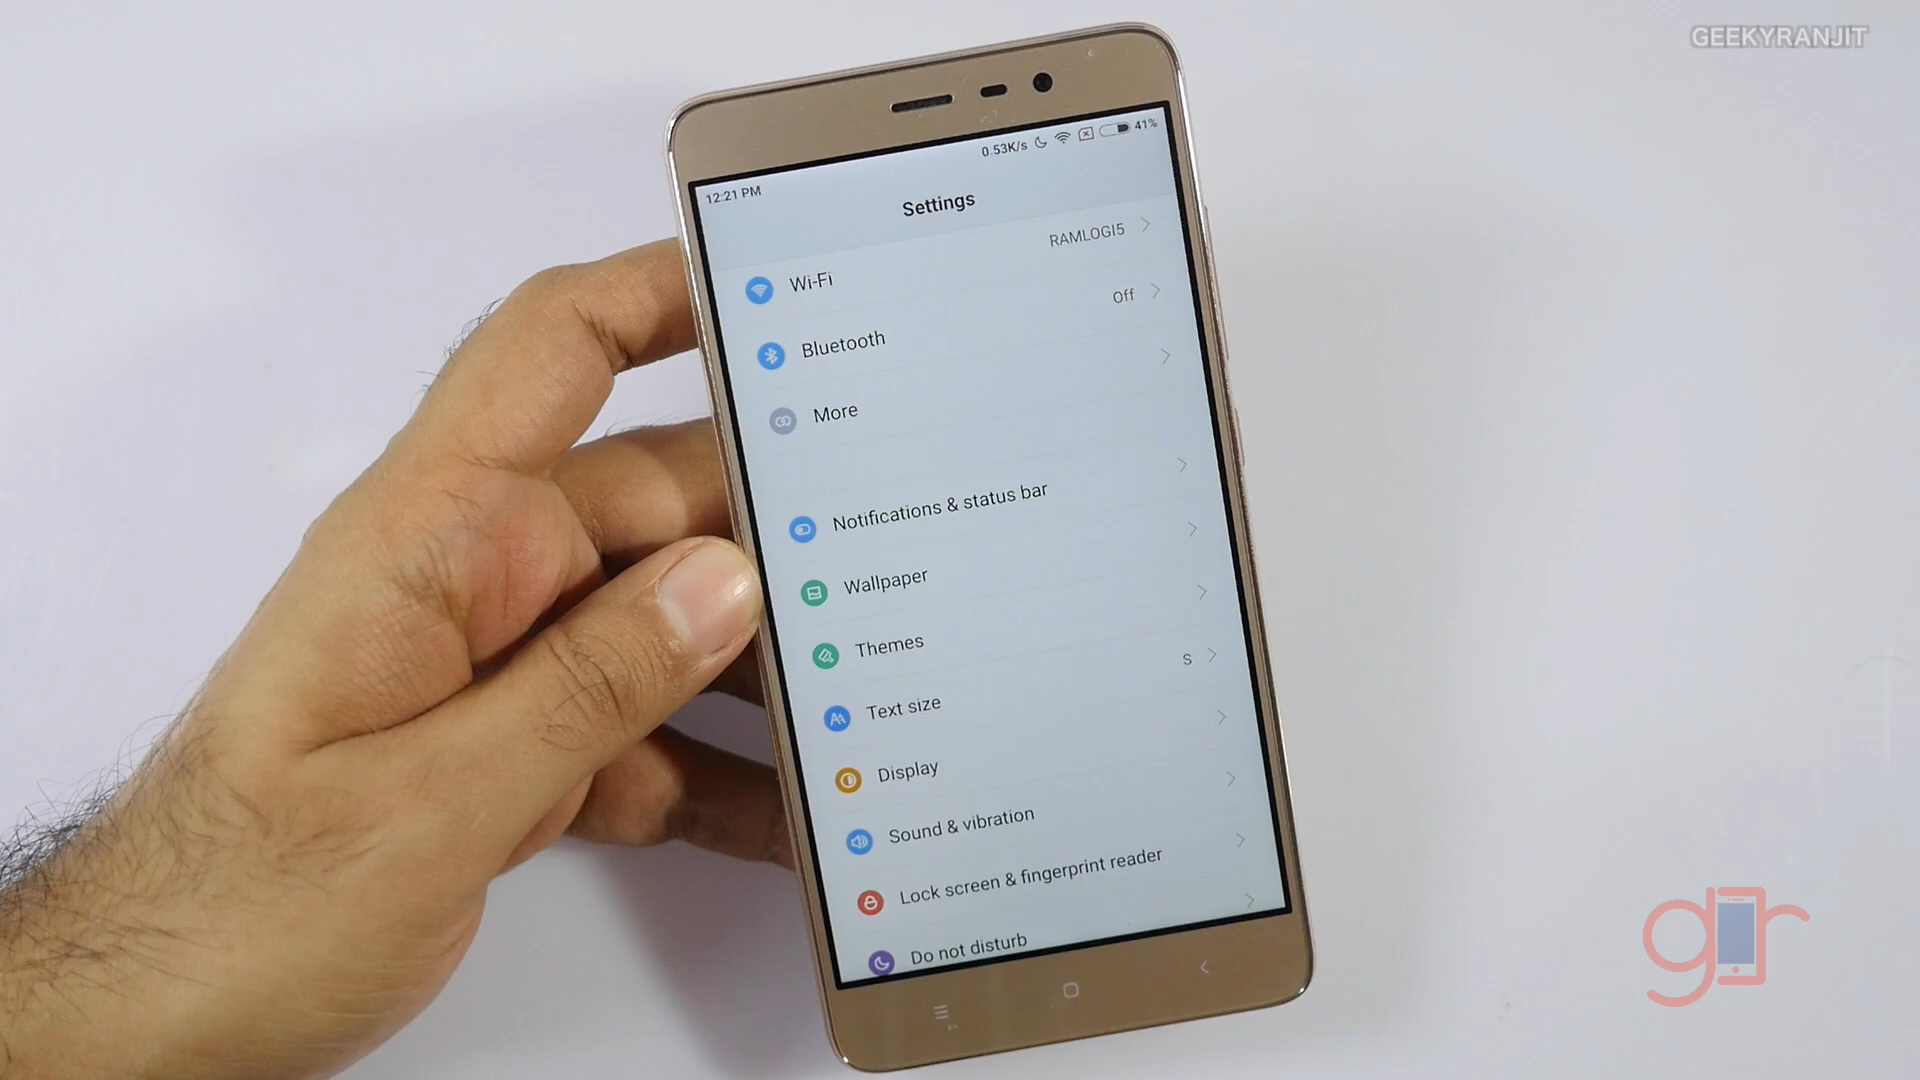 GEEKYRANJIT
0.53K/s 41%
12:21 PM
Settings
Wi-Fi RAMLOGI5
Bluetooth Off
More
Notifications & status bar
Wallpaper
Themes
Text size S
Display
Sound & vibration
Lock screen & fingerprint reader
Do not disturb
gr